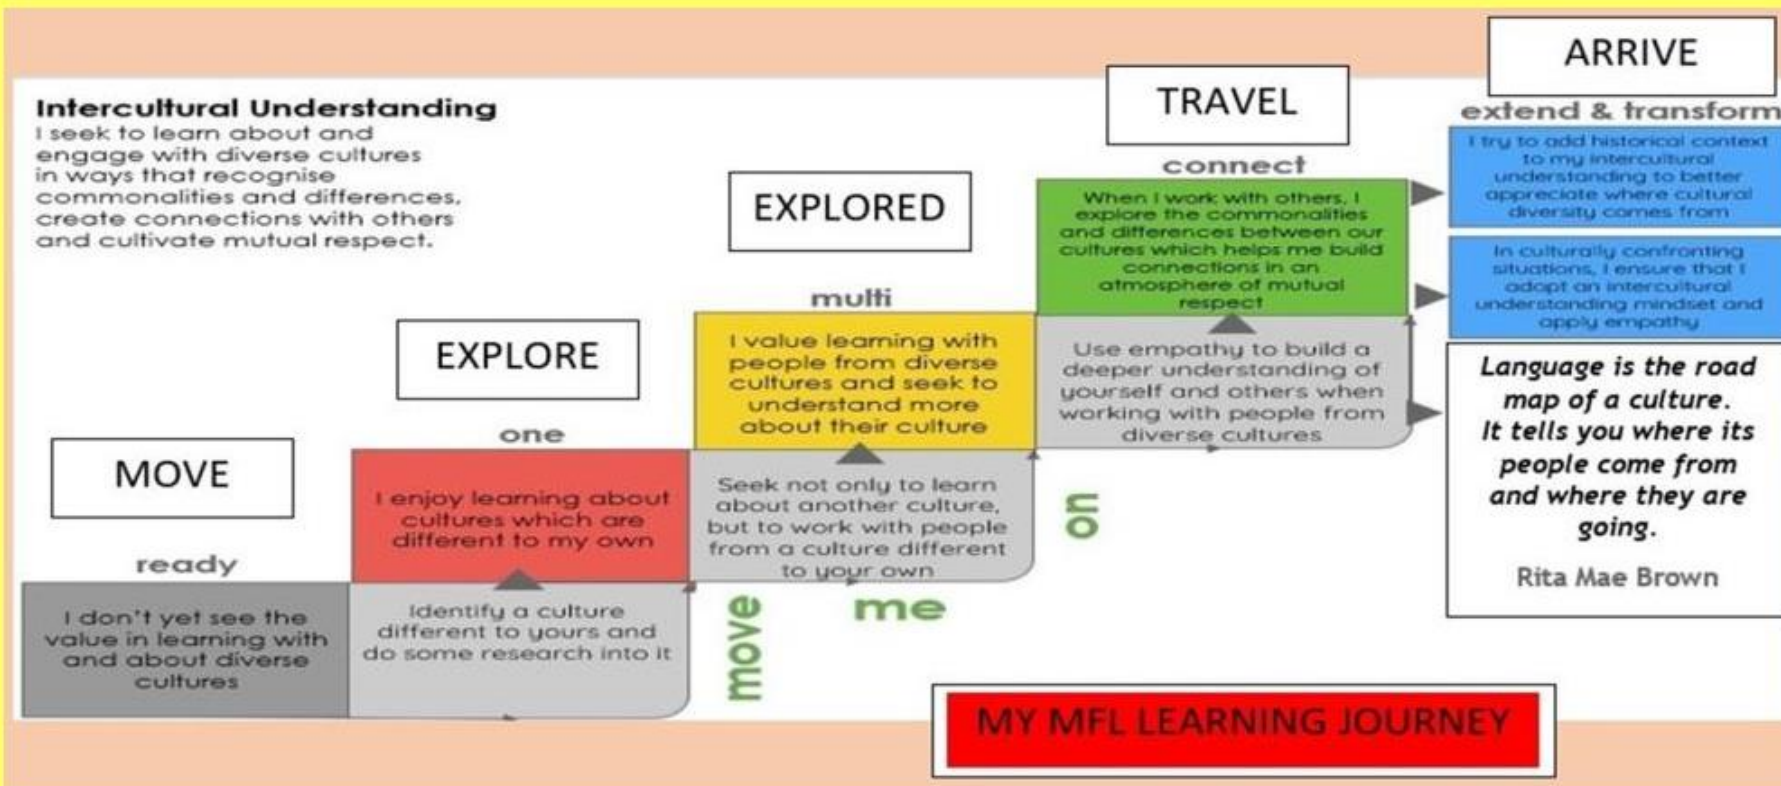 ARRIVE
extend & transform
I try to add historical context
to my intercultural
understanding to better
appreciate where cultural
diversity comes from
In culturally confronting
situations, I ensure that I
adopt an intercultural
understanding mindset and
apply empathy
TRAVEL
connect
When I work with others, I
explore the commonalities
and differences between our
cultures which helps me build
connections in an
atmosphere of mutual
respect
Use empathy to build a
deeper understanding of
yourself and others when
working with people from
diverse cultures
Intercultural Understanding
I seek to learn about and
engage with diverse cultures
in ways that recognise
commonalities and differences,
create connections with others
and cultivate mutual respect.
EXPLORED
multi
I value learning with
people from diverse
cultures and seek to
understand more
about their culture
Seek not only to learn
about another culture,
but to work with people
from a culture different
to your own
EXPLORE
one
I enjoy learning about
cultures which are
different to my own
Identify a culture
different to yours and
do some research into it
MOVE
ready
I don't yet see the
value in learning with
and about diverse
cultures
move
me
on
Language is the road
map of a culture.
It tells you where its
people come from
and where they are
going.
Rita Mae Brown
MY MFL LEARNING JOURNEY